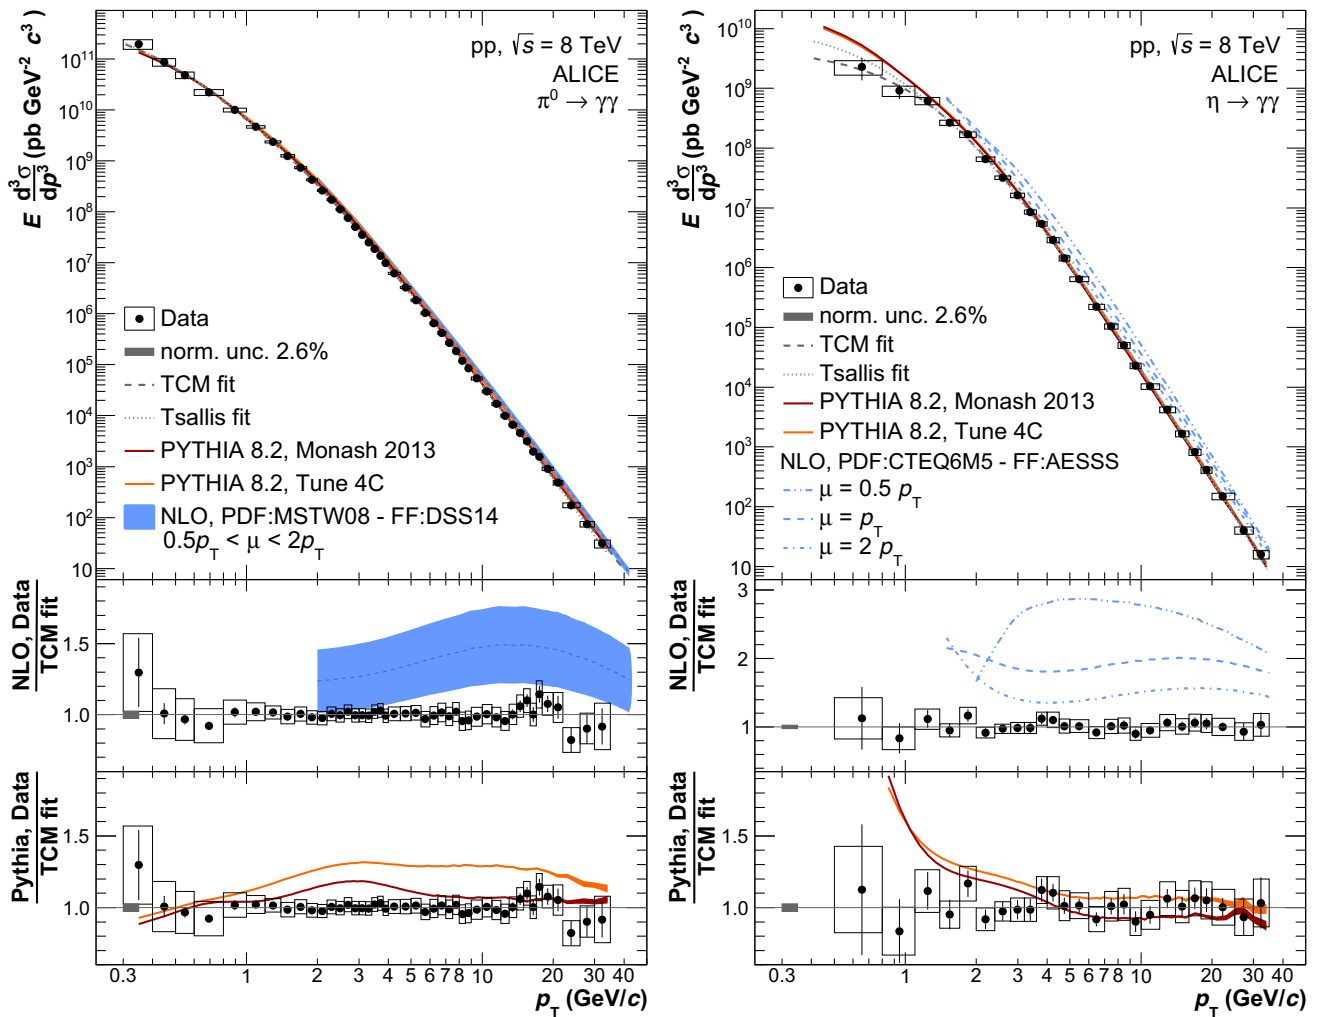 E d³σ/dp³ (pb GeV⁻² c³)
10¹¹
10¹⁰
10⁹
10⁸
10⁷
10⁶
10⁵
10⁴
10³
10²
10
pp, √s = 8 TeV
ALICE
π⁰ → γγ
Data
norm. unc. 2.6%
TCM fit
Tsallis fit
PYTHIA 8.2, Monash 2013
PYTHIA 8.2, Tune 4C
NLO, PDF:MSTW08 - FF:DSS14
0.5p_T < μ < 2p_T
NLO, Data
TCM fit
1.5
1.0
Pythia, Data
TCM fit
1.5
1.0
0.3 1 2 3 4 5 6 7 8 10 20 30 40
p_T (GeV/c)
E d³σ/dp³ (pb GeV⁻² c³)
10¹⁰
10⁹
10⁸
10⁷
10⁶
10⁵
10⁴
10³
10²
10
pp, √s = 8 TeV
ALICE
η → γγ
Data
norm. unc. 2.6%
TCM fit
Tsallis fit
PYTHIA 8.2, Monash 2013
PYTHIA 8.2, Tune 4C
NLO, PDF:CTEQ6M5 - FF:AESSS
μ = 0.5 p_T
μ = p_T
μ = 2 p_T
NLO, Data
TCM fit
3
2
1
Pythia, Data
TCM fit
1.5
1.0
0.3 1 2 3 4 5 6 7 8 10 20 30 40
p_T (GeV/c)